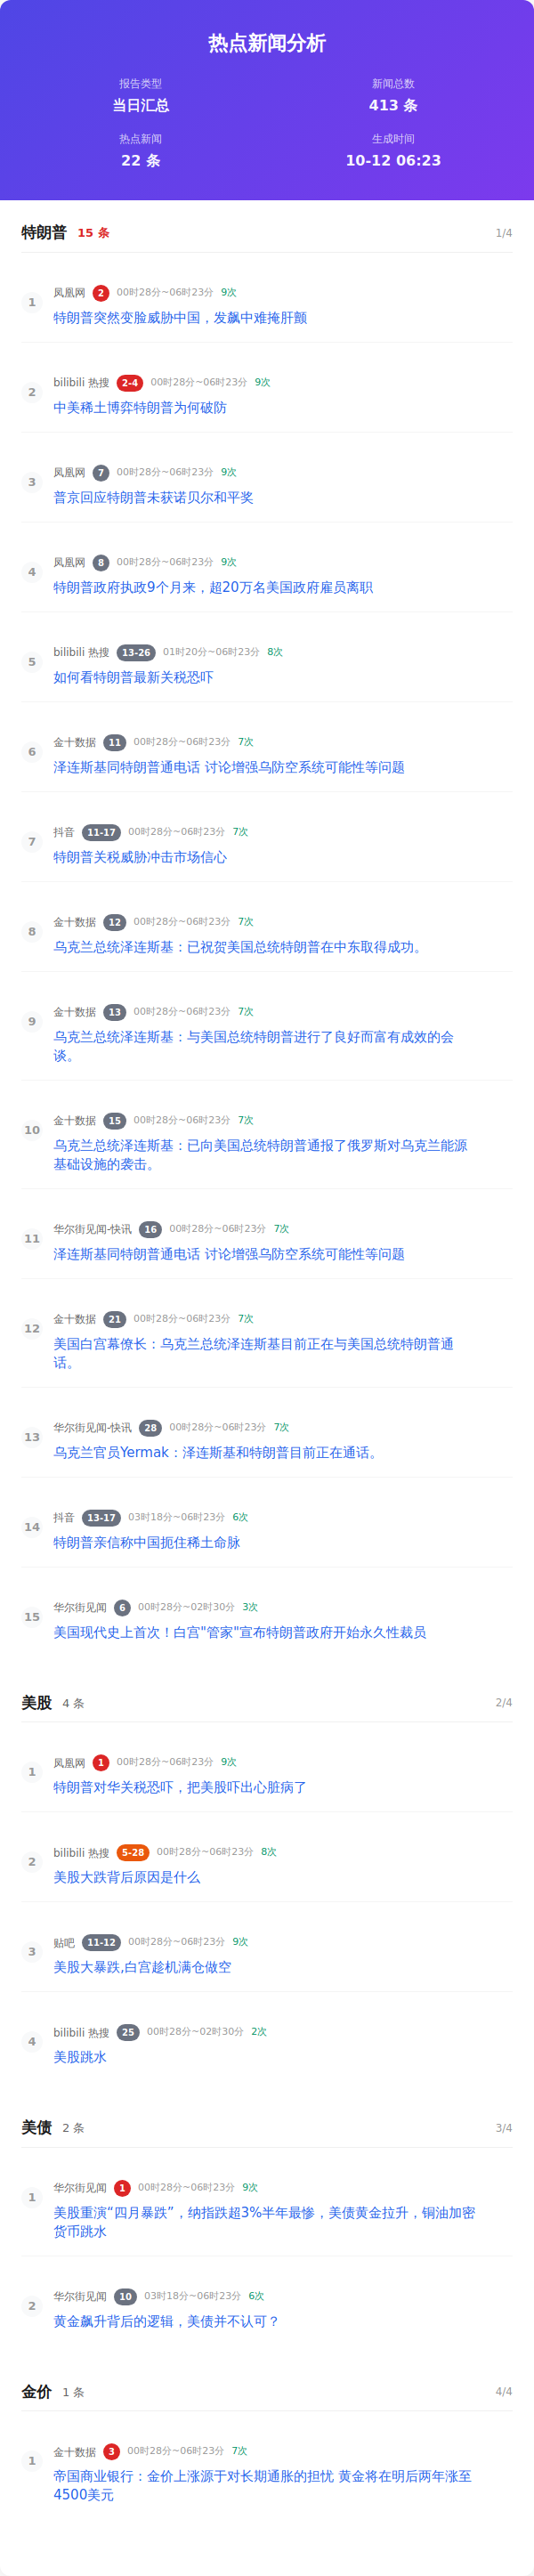 热点新闻分析
报告类型 新闻总数
当日汇总 413 条
热点新闻 生成时间
22 条 10-12 06:23
特朗普 15 条 1/4
凤凰网 2 00时28分~06时23分 9次
1
特朗普突然变脸威胁中国，发飙中难掩肝颤
bilibili 热搜 2-4 00时28分~06时23分 9次
2
中美稀土博弈特朗普为何破防
凤凰网 7 00时28分~06时23分 9次
3
普京回应特朗普未获诺贝尔和平奖
凤凰网 8 00时28分~06时23分 9次
4
特朗普政府执政9个月来，超20万名美国政府雇员离职
bilibili 热搜 13-26 01时20分~06时23分 8次
5
如何看特朗普最新关税恐吓
金十数据 11 00时28分~06时23分 7次
6
泽连斯基同特朗普通电话 讨论增强乌防空系统可能性等问题
抖音 11-17 00时28分~06时23分 7次
7
特朗普关税威胁冲击市场信心
金十数据 12 00时28分~06时23分 7次
8
乌克兰总统泽连斯基：已祝贺美国总统特朗普在中东取得成功。
金十数据 13 00时28分~06时23分 7次
9
乌克兰总统泽连斯基：与美国总统特朗普进行了良好而富有成效的会
谈。
金十数据 15 00时28分~06时23分 7次
10
乌克兰总统泽连斯基：已向美国总统特朗普通报了俄罗斯对乌克兰能源
基础设施的袭击。
华尔街见闻-快讯 16 00时28分~06时23分 7次
11
泽连斯基同特朗普通电话 讨论增强乌防空系统可能性等问题
金十数据 21 00时28分~06时23分 7次
12
美国白宫幕僚长：乌克兰总统泽连斯基目前正在与美国总统特朗普通
话。
华尔街见闻-快讯 28 00时28分~06时23分 7次
13
乌克兰官员Yermak：泽连斯基和特朗普目前正在通话。
抖音 13-17 03时18分~06时23分 6次
14
特朗普亲信称中国扼住稀土命脉
华尔街见闻 6 00时28分~02时30分 3次
15
美国现代史上首次！白宫"管家"宣布特朗普政府开始永久性裁员
美股 4 条 2/4
凤凰网 1 00时28分~06时23分 9次
1
特朗普对华关税恐吓，把美股吓出心脏病了
bilibili 热搜 5-28 00时28分~06时23分 8次
2
美股大跌背后原因是什么
贴吧 11-12 00时28分~06时23分 9次
3
美股大暴跌,白宫趁机满仓做空
bilibili 热搜 25 00时28分~02时30分 2次
4
美股跳水
美债 2 条 3/4
华尔街见闻 1 00时28分~06时23分 9次
1
美股重演“四月暴跌”，纳指跌超3%半年最惨，美债黄金拉升，铜油加密
货币跳水
华尔街见闻 10 03时18分~06时23分 6次
2
黄金飙升背后的逻辑，美债并不认可？
金价 1 条 4/4
金十数据 3 00时28分~06时23分 7次
1
帝国商业银行：金价上涨源于对长期通胀的担忧 黄金将在明后两年涨至
4500美元